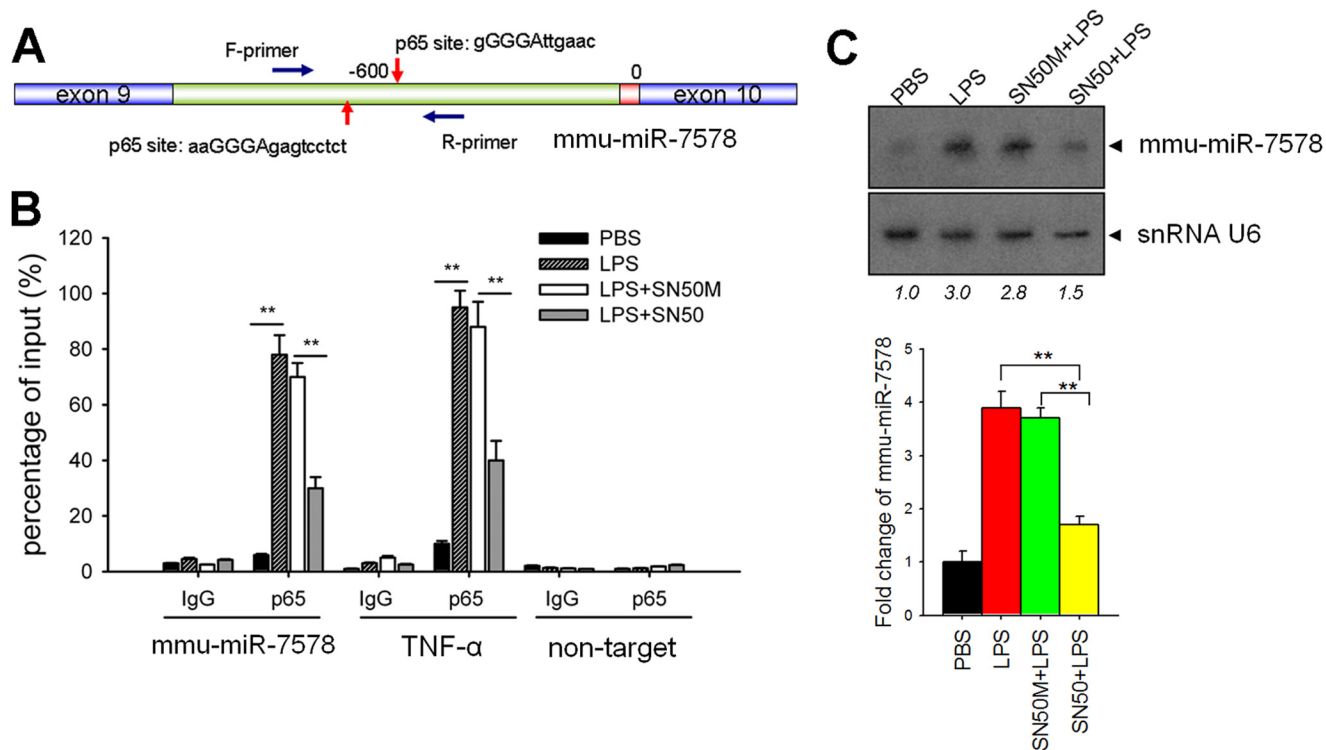 A
F-primer
p65 site: gGGGAttgaac
-600
0
exon 9
exon 10
p65 site: aaGGGAgagtcctct
R-primer
mmu-miR-7578
B
percentage of input (%)
120
100
80
60
40
20
0
PBS
LPS
LPS+SN50M
LPS+SN50
**
**
**
**
IgG
p65
IgG
p65
IgG
p65
mmu-miR-7578
TNF-α
non-target
C
PBS
LPS
SN50M+LPS
SN50+LPS
mmu-miR-7578
snRNA U6
1.0 3.0 2.8 1.5
Fold change of mmu-miR-7578
5
4
3
2
1
0
**
**
PBS
LPS
SN50M+LPS
SN50+LPS